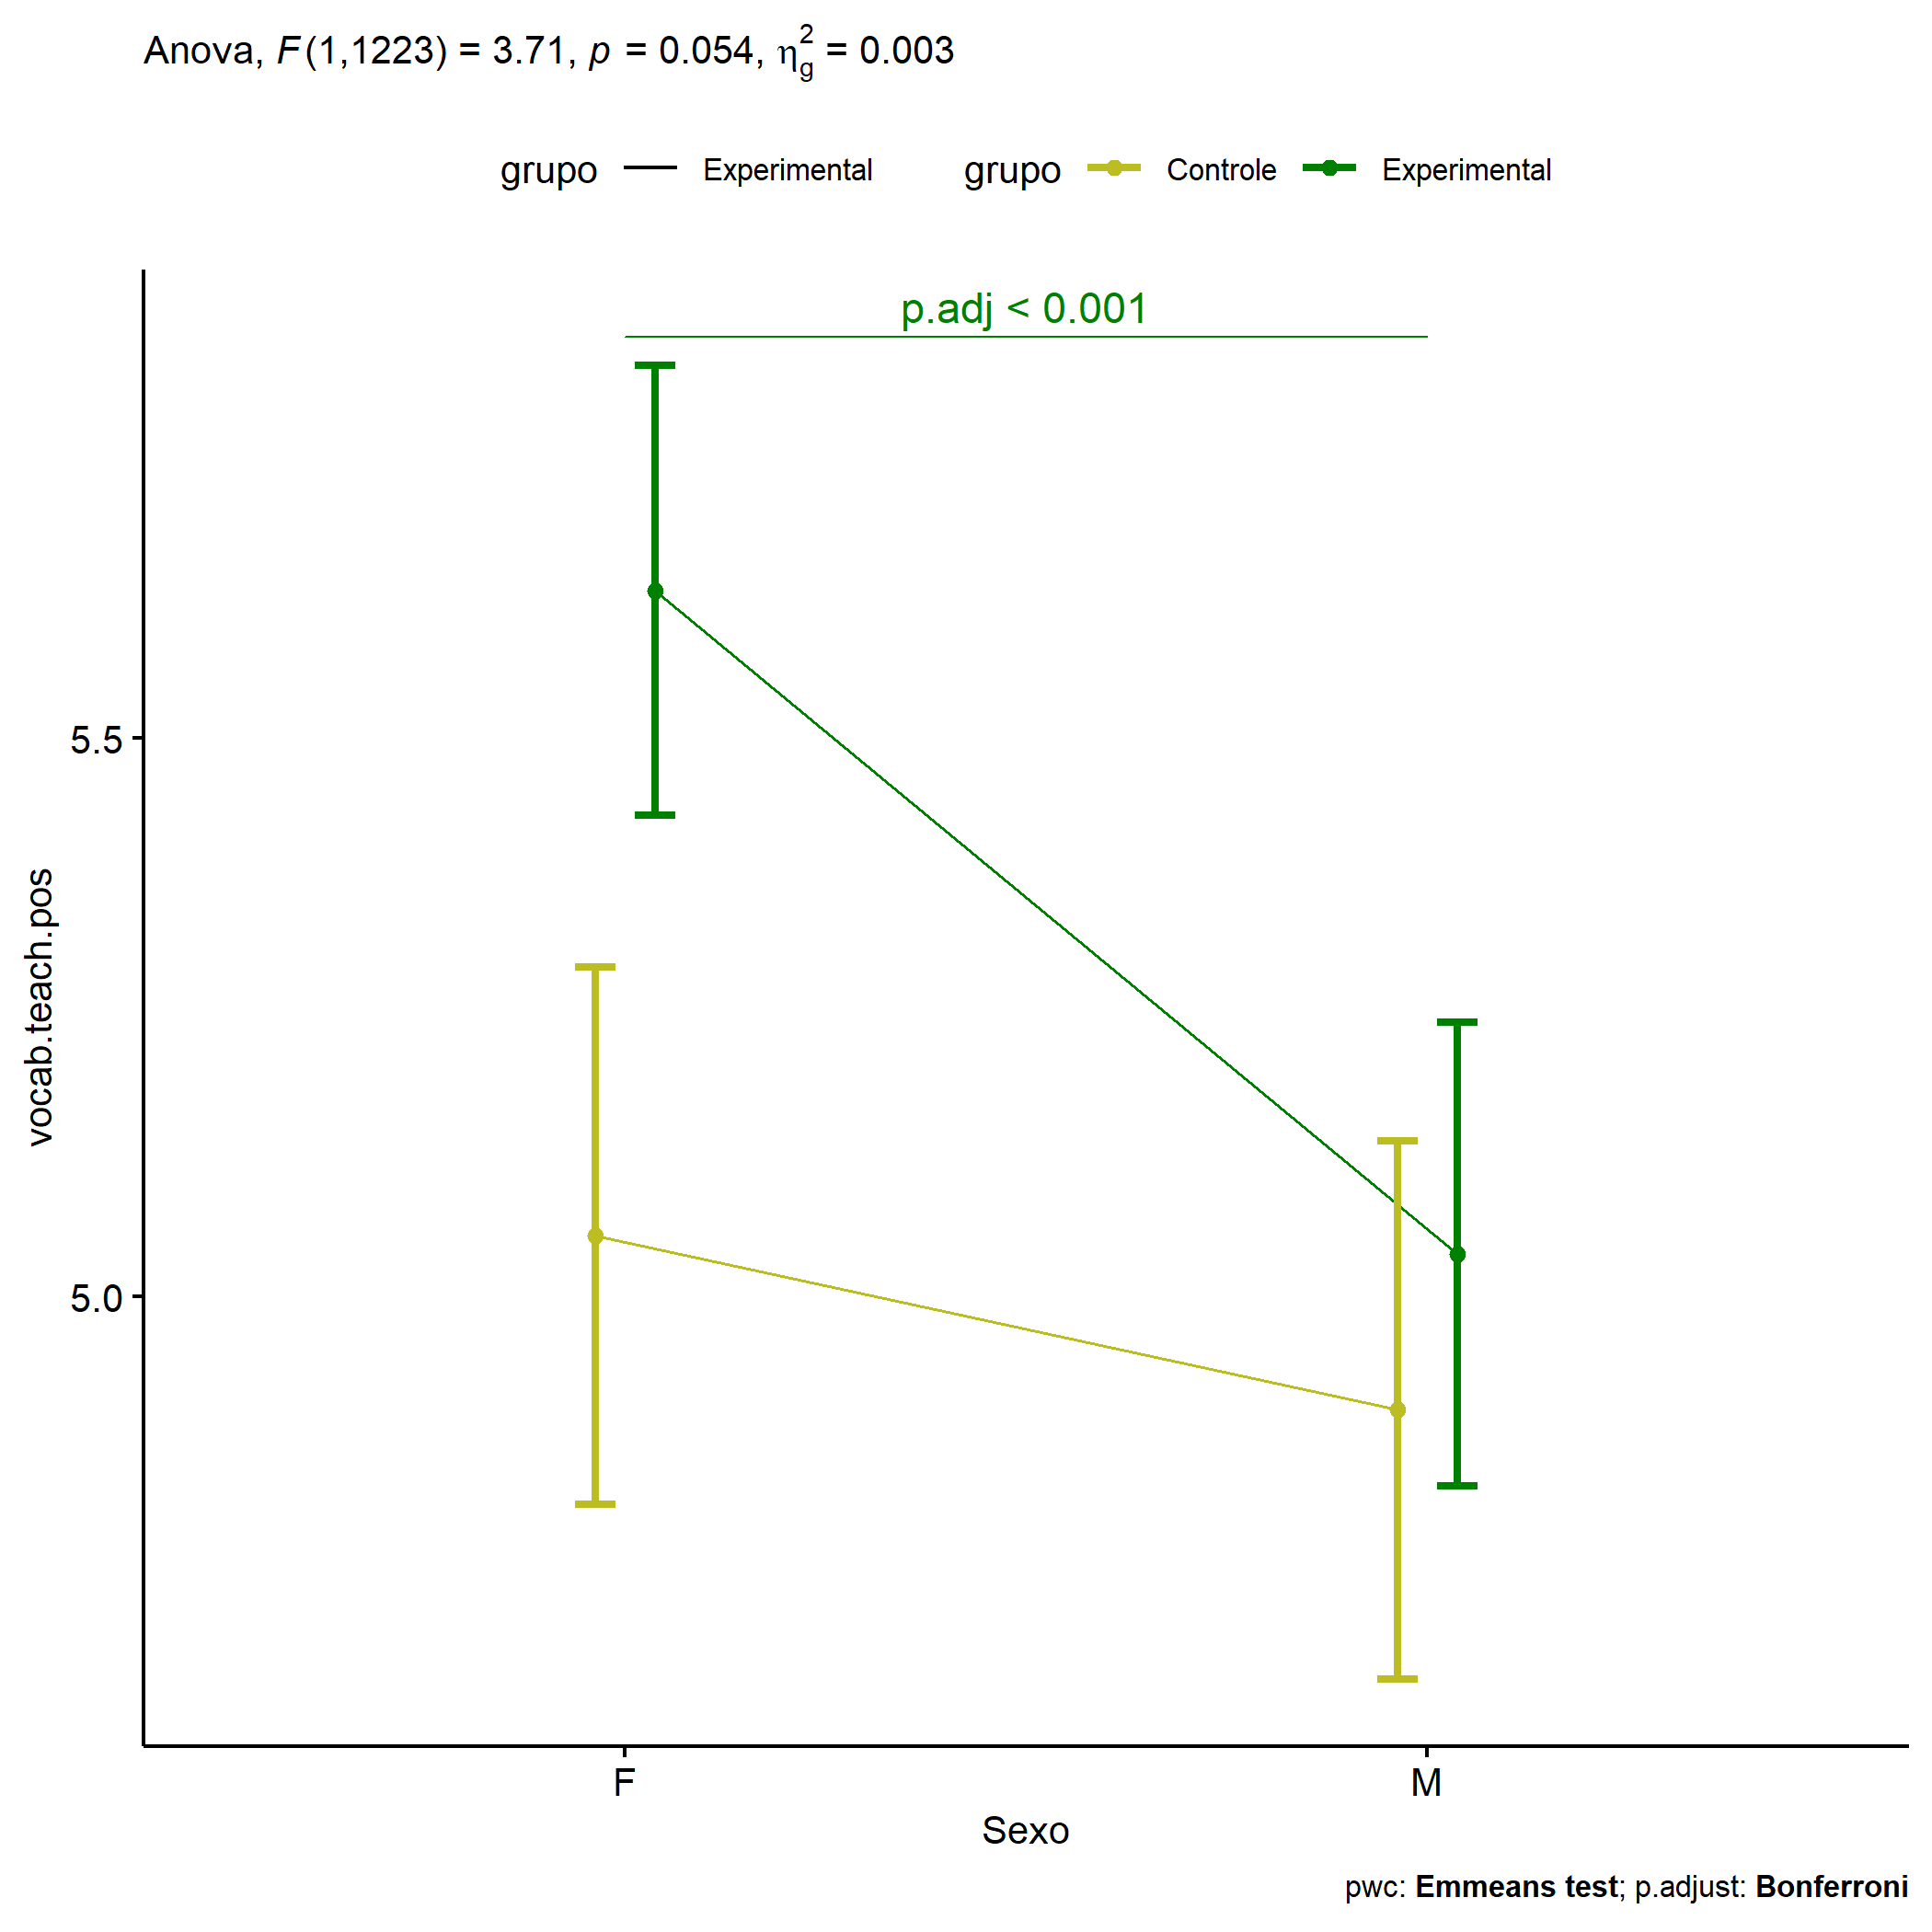 Anova, F(1,1223) = 3.71, p = 0.054, η²g = 0.003
grupo Experimental grupo Controle Experimental
p.adj < 0.001
5.5
5.0
vocab.teach.pos
F M
Sexo
pwc: Emmeans test; p.adjust: Bonferroni